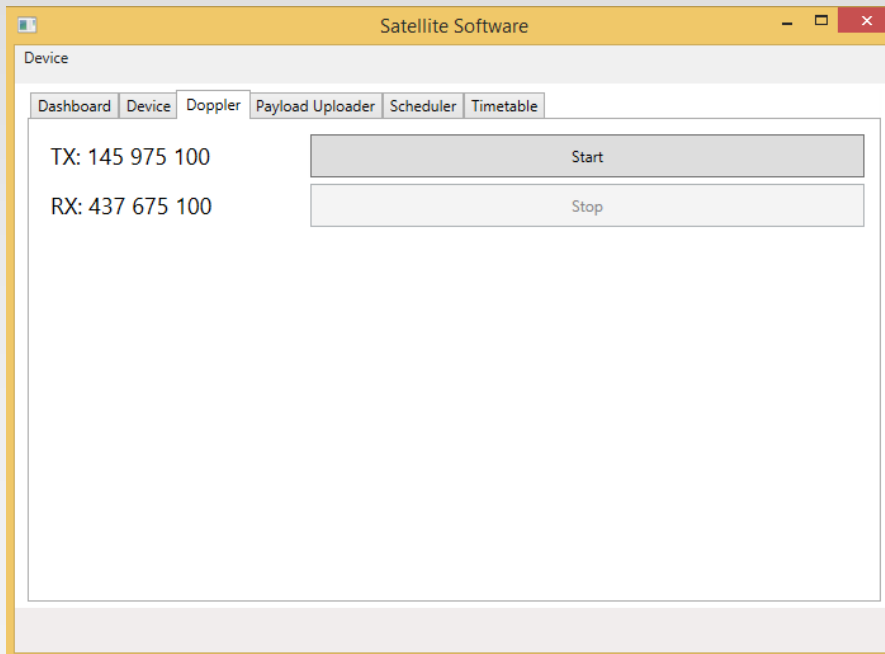 Satellite Software
Device
Dashboard Device Doppler Payload Uploader Scheduler Timetable
TX: 145 975 100 Start
RX: 437 675 100 Stop